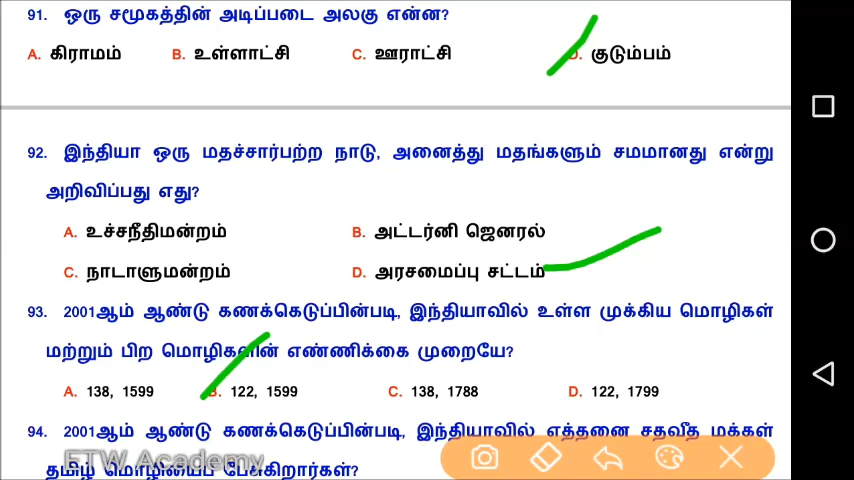 91. ஒரு சமூகத்தின் அடிப்படை அலகு என்ன?
A. கிராமம் B. உள்ளாட்சி C. ஊராட்சி D. குடும்பம்
92. இந்தியா ஒரு மதச்சார்பற்ற நாடு, அனைத்து மதங்களும் சமமானது என்று
அறிவிப்பது எது?
A. உச்சநீதிமன்றம் B. அட்டர்னி ஜெனரல்
C. நாடாளுமன்றம் D. அரசமைப்பு சட்டம்
93. 2001ஆம் ஆண்டு கணக்கெடுப்பின்படி, இந்தியாவில் உள்ள முக்கிய மொழிகள்
மற்றும் பிற மொழிகளின் எண்ணிக்கை முறையே?
A. 138, 1599 B. 122, 1599 C. 138, 1788 D. 122, 1799
94. 2001ஆம் ஆண்டு கணக்கெடுப்பின்படி, இந்தியாவில் எத்தனை சதவீத மக்கள்
தமிழ் மொழியைப் பேசுகிறார்கள்?
ETW Academy